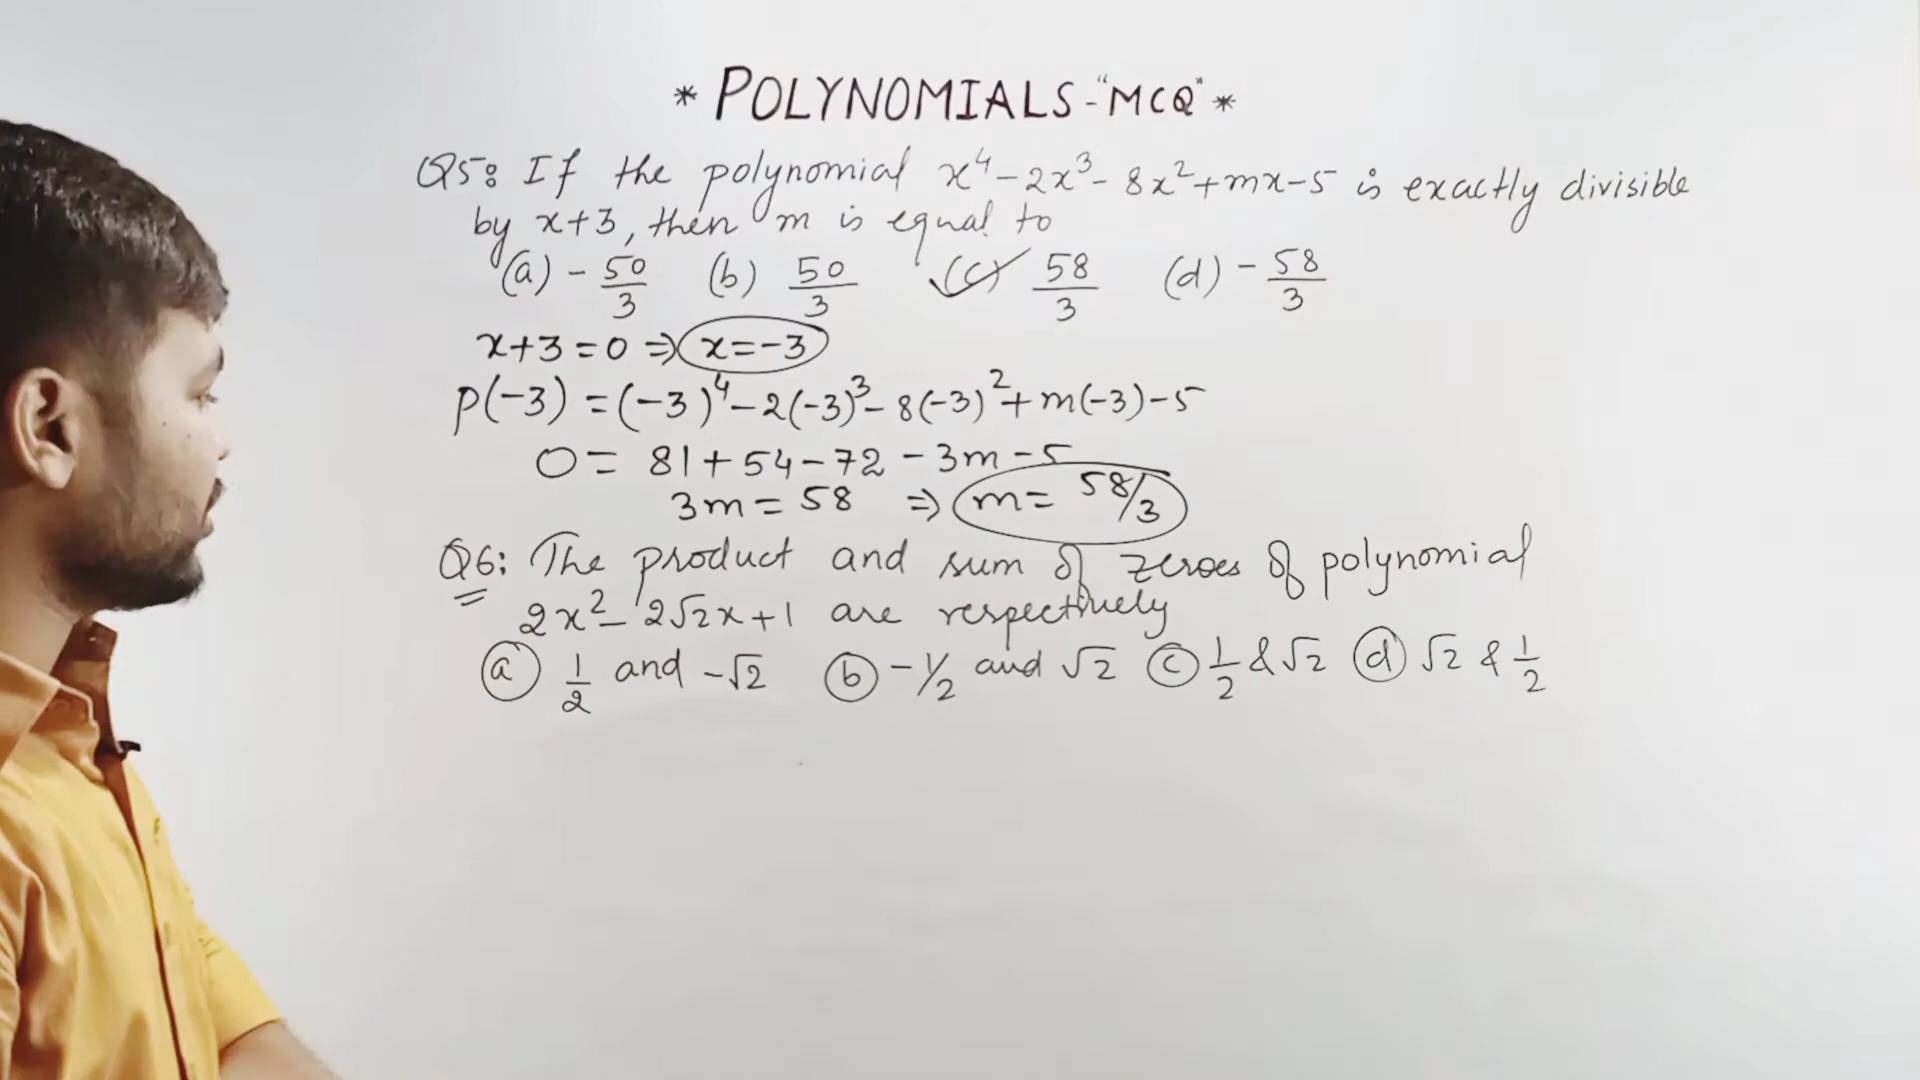 * POLYNOMIALS - "MCQ" *
Q5: If the polynomial x⁴ - 2x³ - 8x² + mx - 5 is exactly divisible
by x+3, then m is equal to
(a) - 50/3 (b) 50/3 ✓(c) 58/3 (d) - 58/3
x+3 = 0 ⇒ x = -3
p(-3) = (-3)⁴ - 2(-3)³ - 8(-3)² + m(-3) - 5
0 = 81 + 54 - 72 - 3m - 5
3m = 58 ⇒ m = 58/3
Q6: The product and sum of zeroes of polynomial
2x² - 2√2x + 1 are respectively
(a) 1/2 and -√2 (b) -1/2 and √2 (c) 1/2 & √2 (d) √2 & 1/2